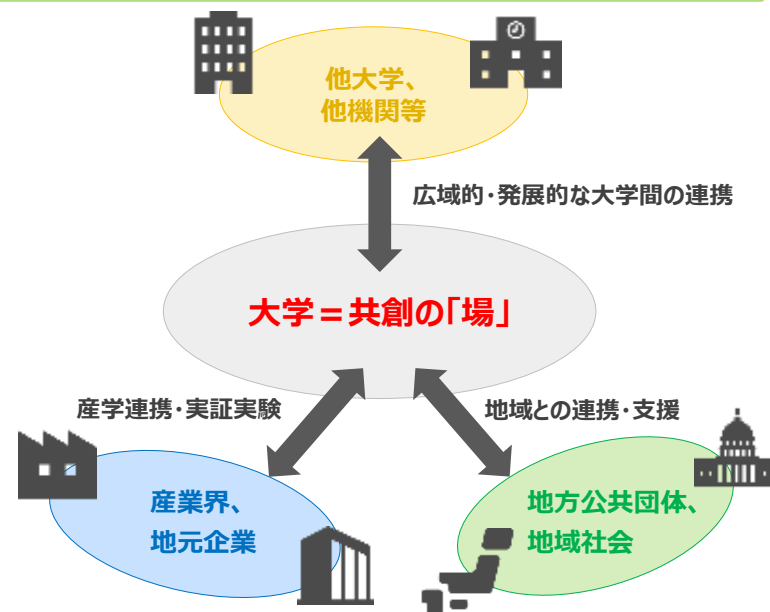 他大学、
他機関等
広域的・発展的な大学間の連携
大学＝共創の「場」
産学連携・実証実験
地域との連携・支援
産業界、
地元企業
地方公共団体、
地域社会